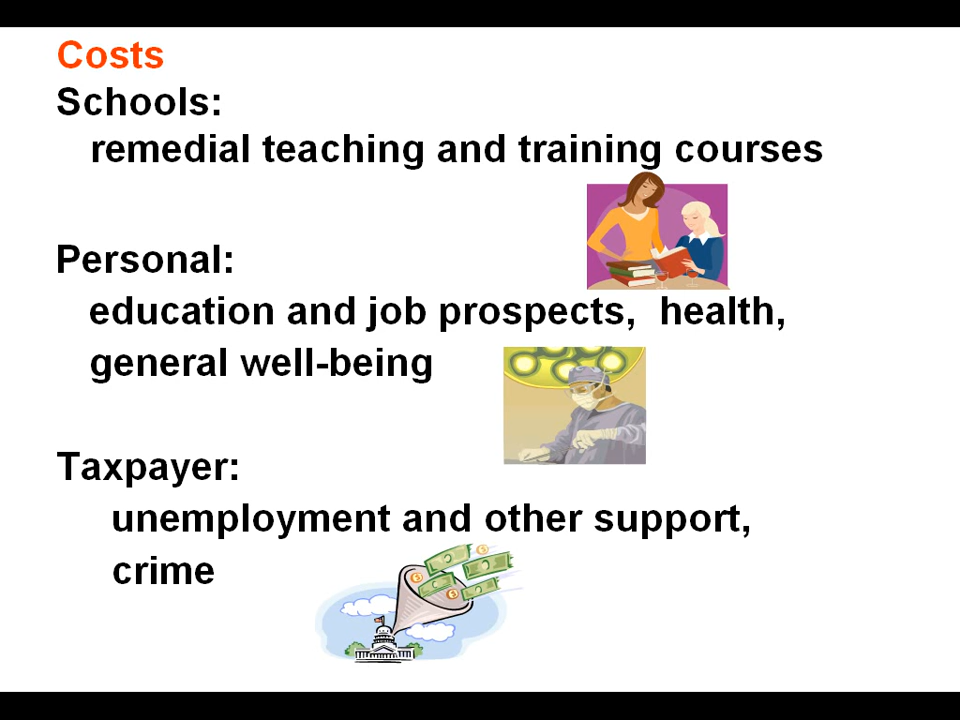 Costs
Schools:
remedial teaching and training courses
Personal:
education and job prospects, health,
general well-being
Taxpayer:
unemployment and other support,
crime